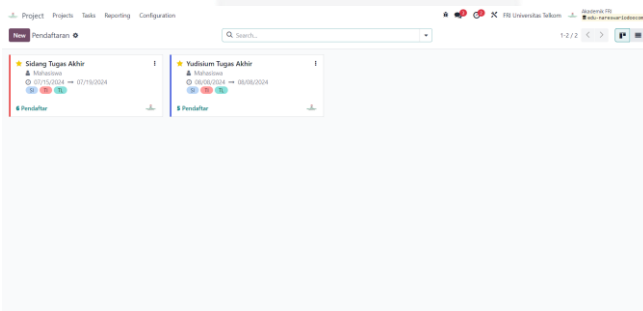 Project Projects Tasks Reporting Configuration
FRI Universitas Telkom Akademik FRI
New Pendaftaran
Search...
1-2 / 2
Sidang Tugas Akhir
Mahasiswa
07/15/2024 → 07/19/2024
SI TI TL
Pendaftar
Yudisium Tugas Akhir
Mahasiswa
08/08/2024 → 08/08/2024
SI TI TL
Pendaftar